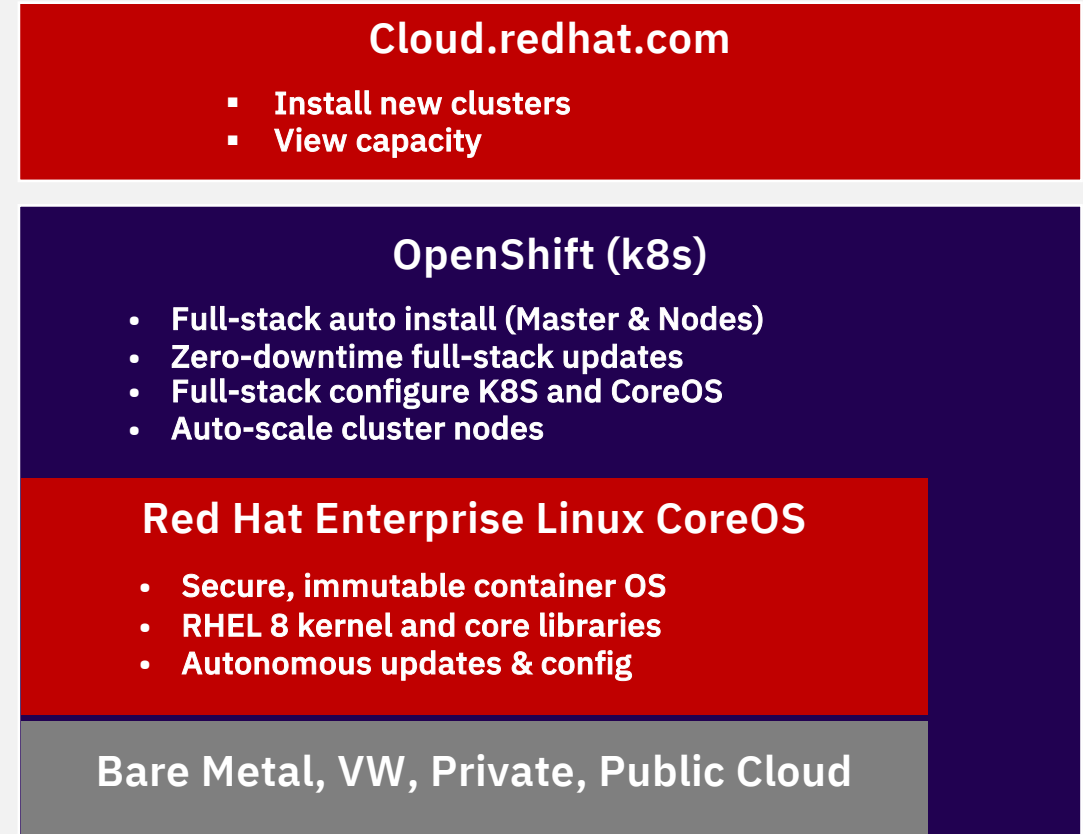 Cloud.redhat.com
▪ Install new clusters
▪ View capacity
OpenShift (k8s)
• Full-stack auto install (Master & Nodes)
• Zero-downtime full-stack updates
• Full-stack configure K8S and CoreOS
• Auto-scale cluster nodes
Red Hat Enterprise Linux CoreOS
• Secure, immutable container OS
• RHEL 8 kernel and core libraries
• Autonomous updates & config
Bare Metal, VW, Private, Public Cloud